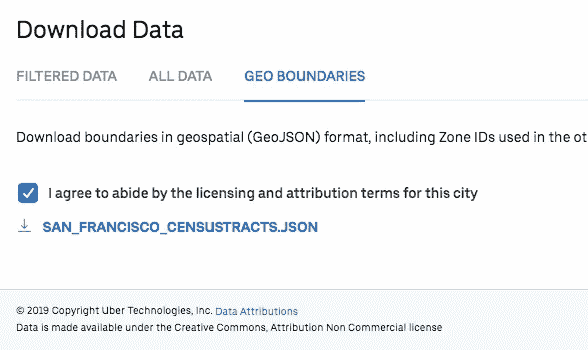 Download Data
FILTERED DATA ALL DATA GEO BOUNDARIES
Download boundaries in geospatial (GeoJSON) format, including Zone IDs used in the
I agree to abide by the licensing and attribution terms for this city
SAN_FRANCISCO_CENSUSTRACTS.JSON
© 2019 Copyright Uber Technologies, Inc. Data Attributions
Data is made available under the Creative Commons, Attribution Non Commercial license